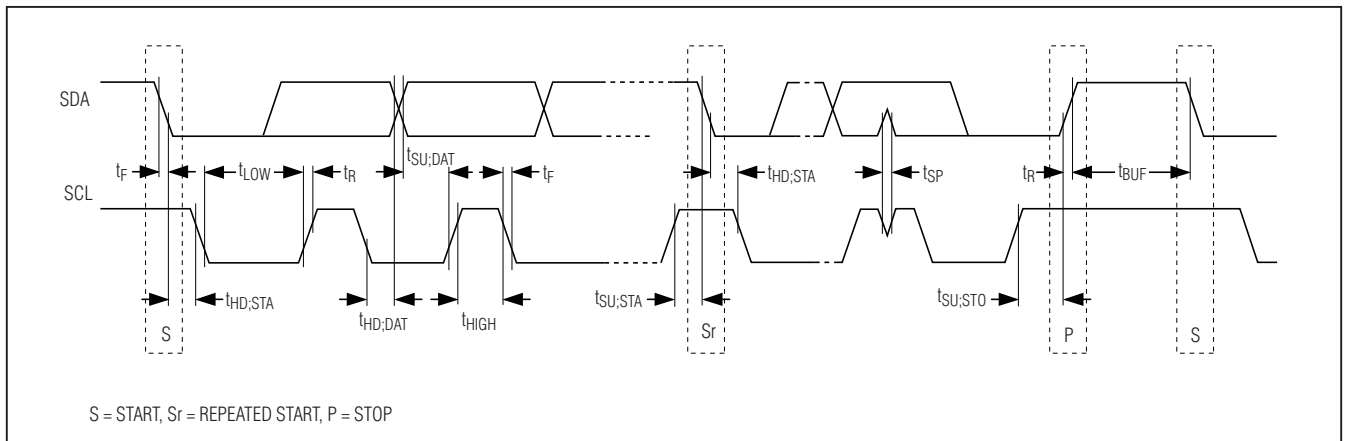 SDA
tSU;DAT
tF
tLOW
tR
tF
tHD;STA
tSP
tR
tBUF
SCL
tHD;STA
tHD;DAT
tHIGH
tSU;STA
tSU;STO
S
Sr
P
S
S = START, Sr = REPEATED START, P = STOP